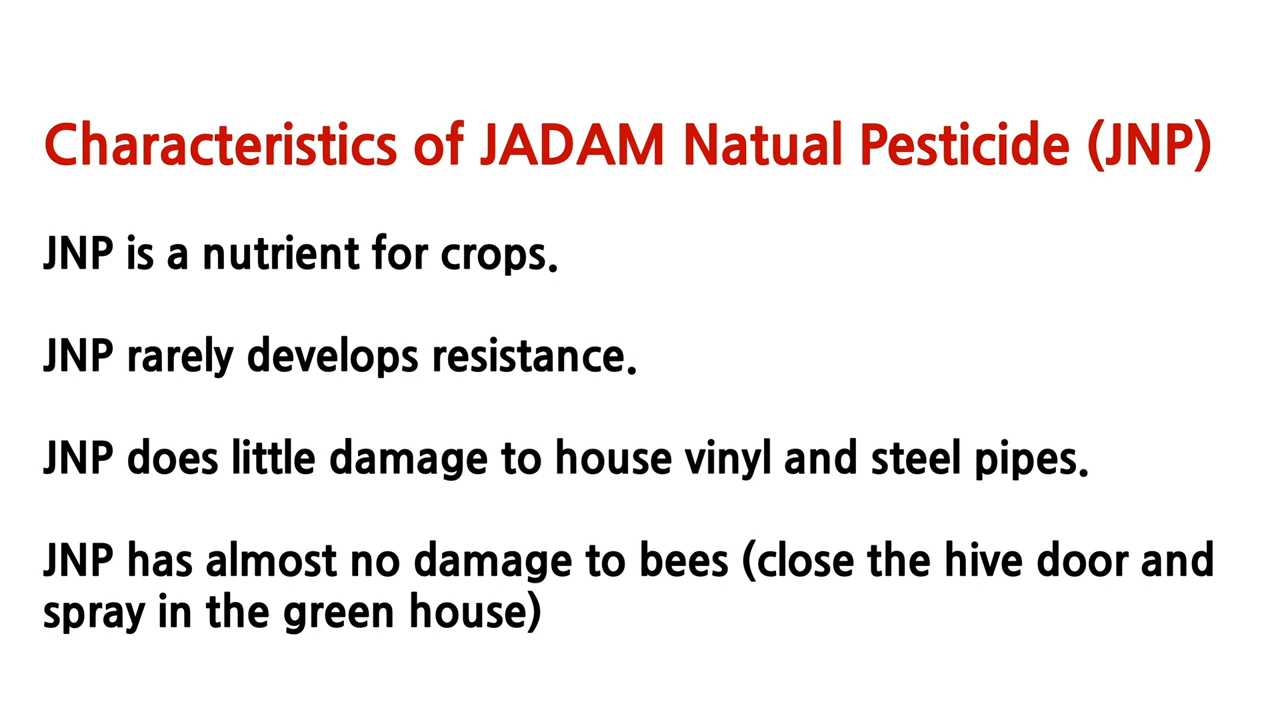 Characteristics of JADAM Natual Pesticide (JNP)
JNP is a nutrient for crops.
JNP rarely develops resistance.
JNP does little damage to house vinyl and steel pipes.
JNP has almost no damage to bees (close the hive door and
spray in the green house)